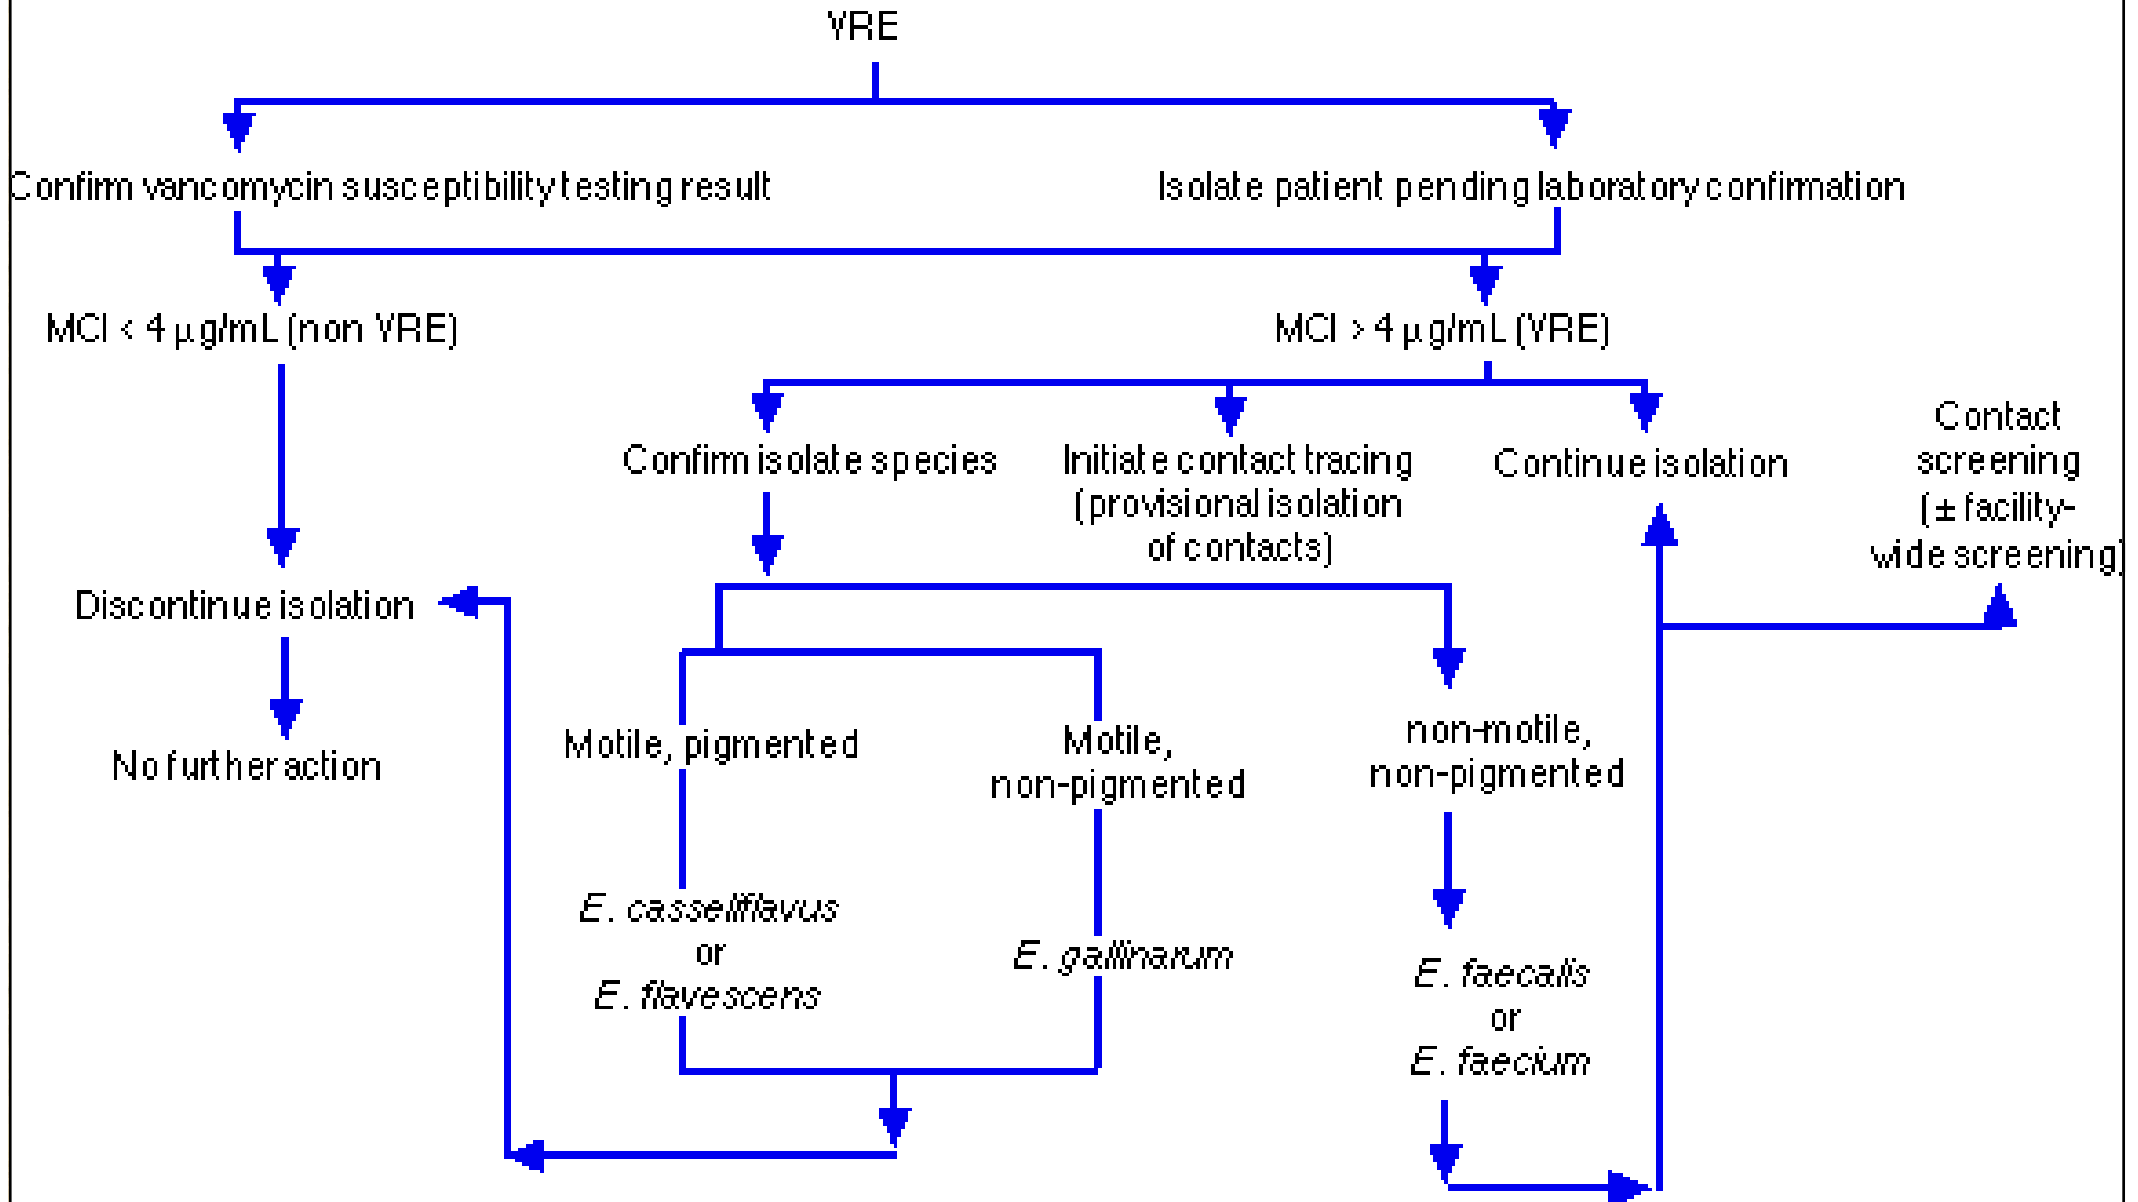 VRE
Confirm vancomycin susceptibility testing result
Isolate patient pending laboratory confirmation
MCI < 4 µg/mL (non VRE)
MCI > 4 µg/mL (VRE)
Confirm isolate species
Initiate contact tracing
(provisional isolation
of contacts)
Continue isolation
Contact
screening
(± facility-
wide screening)
Discontinue isolation
No further action
Motile, pigmented
Motile,
non-pigmented
non-motile,
non-pigmented
E. casseliflavus
or
E. flavescens
E. gallinarum
E. faecalis
or
E. faecium